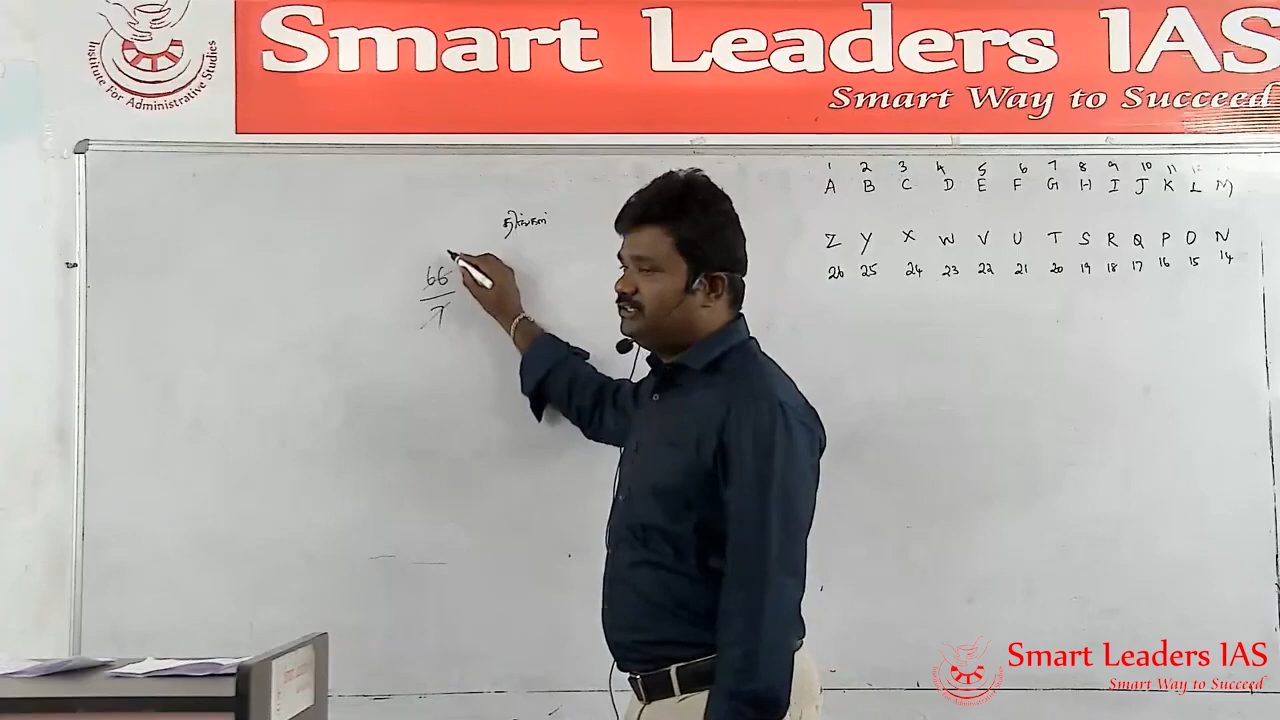 Smart Leaders IAS
Smart Way to Succeed
Institute For Administrative Studies
1 2 3 4 5 6 7 8 9 10 11 12
A B C D E F G H I J K L M
திங்கள்
Z Y X W V U T S R Q P O N
26 25 24 23 22 21 20 19 18 17 16 15 14
66
7
Smart Leaders IAS
Smart Way to Succeed